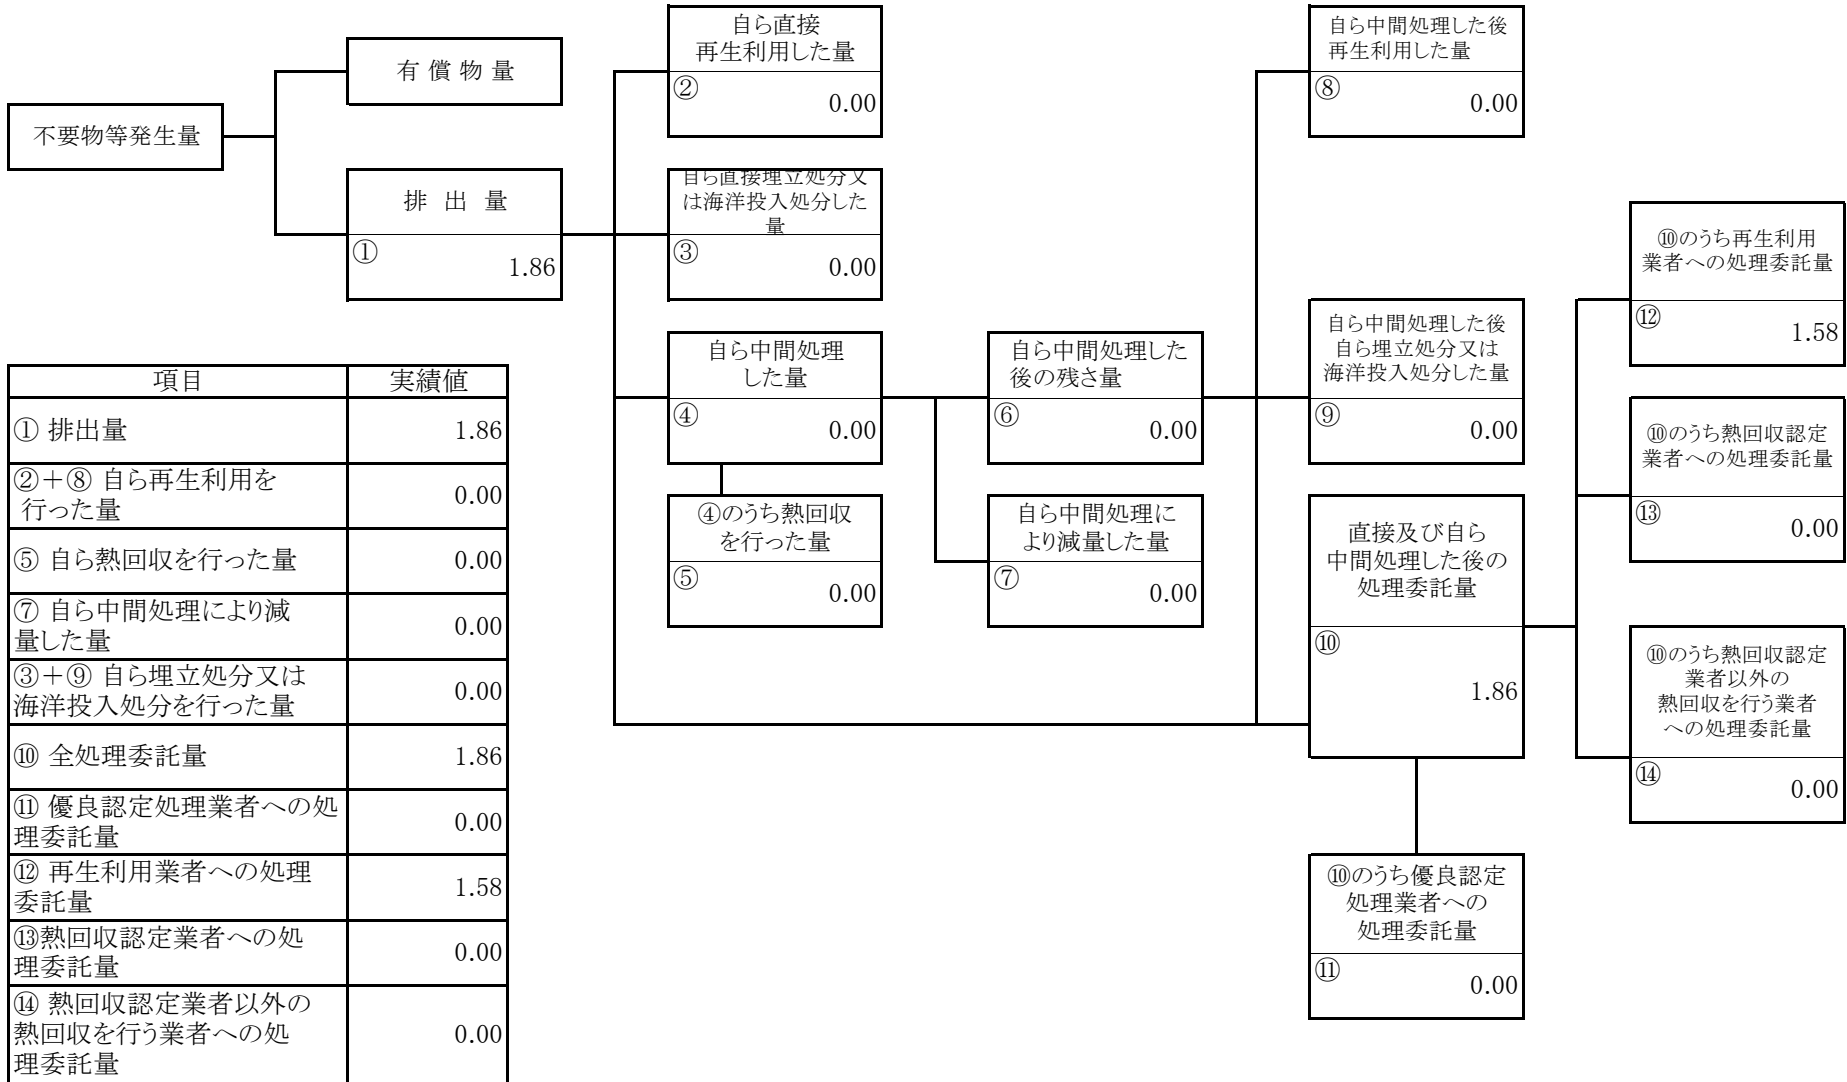 自ら直接
再生利用した量
②
0.00
自ら中間処理した後
再生利用した量
⑧
0.00
有 償 物 量
不要物等発生量
排 出 量
①
1.86
自ら直接埋立処分又
は海洋投入処分した
量
③
0.00
⑩のうち再生利用
業者への処理委託量
⑫
1.58
自ら中間処理
した量
④
0.00
自ら中間処理した
後の残さ量
⑥
0.00
自ら中間処理した後
自ら埋立処分又は
海洋投入処分した量
⑨
0.00
⑩のうち熱回収認定
業者への処理委託量
⑬
0.00
④のうち熱回収
を行った量
⑤
0.00
自ら中間処理に
より減量した量
⑦
0.00
直接及び自ら
中間処理した後の
処理委託量
⑩
1.86
⑩のうち熱回収認定
業者以外の
熱回収を行う業者
への処理委託量
⑭
0.00
⑩のうち優良認定
処理業者への
処理委託量
⑪
0.00
項目 実績値
① 排出量 1.86
②+⑧ 自ら再生利用を
行った量 0.00
⑤ 自ら熱回収を行った量 0.00
⑦ 自ら中間処理により減
量した量 0.00
③+⑨ 自ら埋立処分又は
海洋投入処分を行った量 0.00
⑩ 全処理委託量 1.86
⑪ 優良認定処理業者への処
理委託量 0.00
⑫ 再生利用業者への処理
委託量 1.58
⑬熱回収認定業者への処
理委託量 0.00
⑭ 熱回収認定業者以外の
熱回収を行う業者への処
理委託量 0.00